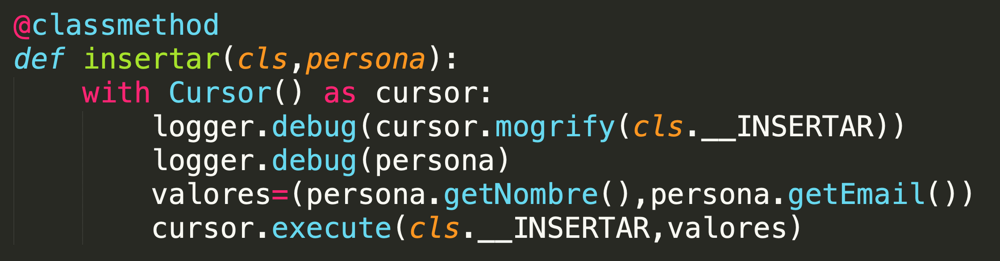 @classmethod
def insertar(cls,persona):
    with Cursor() as cursor:
        logger.debug(cursor.mogrify(cls.__INSERTAR))
        logger.debug(persona)
        valores=(persona.getNombre(),persona.getEmail())
        cursor.execute(cls.__INSERTAR,valores)